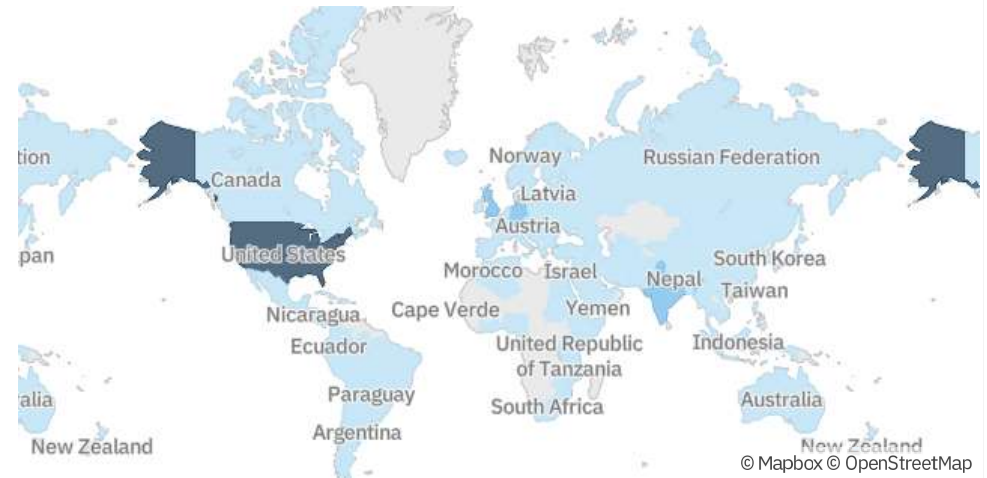 Norway
Russian Federation
tion
Canada
Latvia
Austria
United States
pan
South Korea
Morocco
Israel
Nepal
Taiwan
Nicaragua
Cape Verde
Yemen
Ecuador
United Republic
of Tanzania
Indonesia
Paraguay
alia
South Africa
Australia
Argentina
New Zealand
New Zealand
© Mapbox © OpenStreetMap